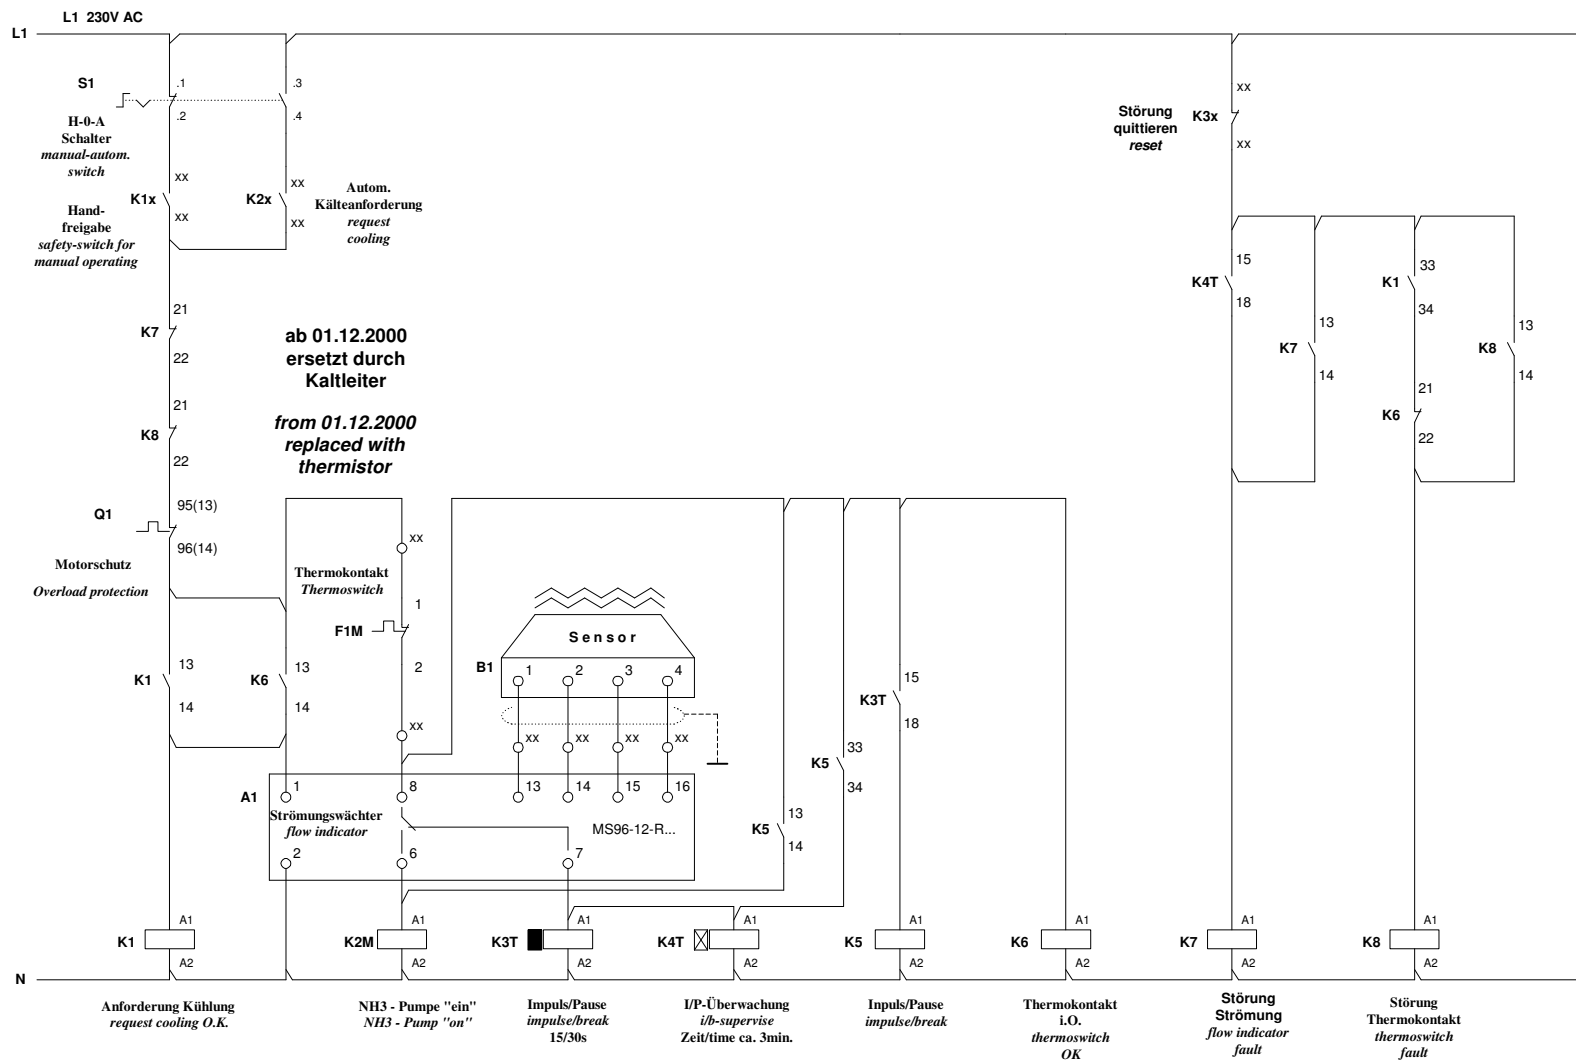 L1 230V AC
L1
S1
.1
.3
.2
.4
H-0-A
Schalter
manual-autom.
switch
xx
xx
K1x
K2x
xx
xx
Hand-
freigabe
safety-switch for
manual operating
Autom.
Kälteanforderung
request
cooling
Störung
quittieren
reset
K3x
xx
xx
21
K7
22
21
K8
22
ab 01.12.2000
ersetzt durch
Kaltleiter
from 01.12.2000
replaced with
thermistor
15
K4T
18
13
K7
14
33
K1
34
13
K8
14
21
K6
22
Q1
95(13)
96(14)
Motorschutz
Overload protection
xx
Thermokontakt
Thermoswitch
1
F1M
2
xx
Sensor
B1
1
2
3
4
xx
xx
xx
xx
13
K1
14
13
K6
14
15
K3T
18
33
K5
34
13
K5
14
A1
1
8
13
14
15
16
Strömungswächter
flow indicator
MS96-12-R...
2
6
7
K1
A1
A2
K2M
A1
A2
K3T
A1
A2
K4T
A1
A2
K5
A1
A2
K6
A1
A2
K7
A1
A2
K8
A1
A2
N
Anforderung Kühlung
request cooling O.K.
NH3 - Pumpe "ein"
NH3 - Pump "on"
Impuls/Pause
impulse/break
15/30s
I/P-Überwachung
i/b-supervise
Zeit/time ca. 3min.
Inpuls/Pause
impulse/break
Thermokontakt
i.O.
thermoswitch
OK
Störung
Strömung
flow indicator
fault
Störung
Thermokontakt
thermoswitch
fault